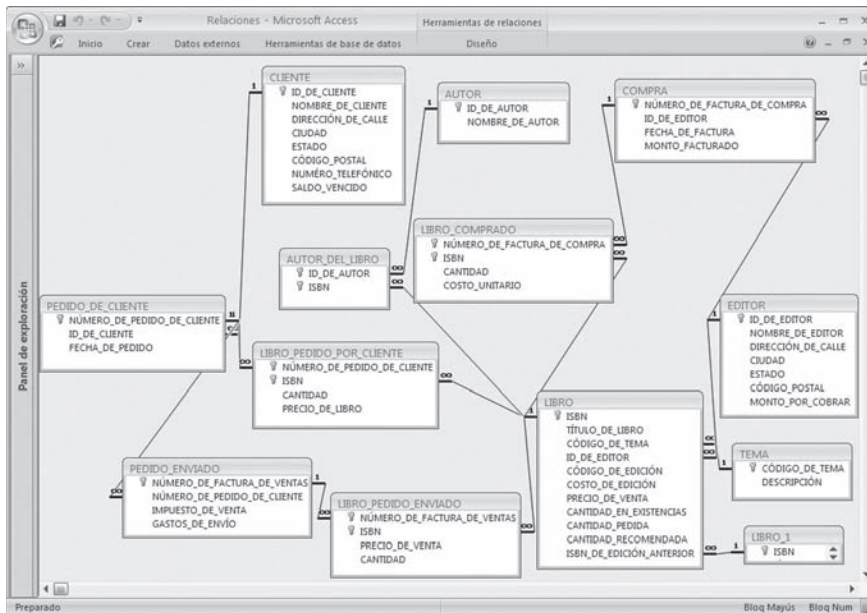 Relaciones - Microsoft Access
Herramientas de relaciones
Inicio
Crear
Datos externos
Herramientas de base de datos
Diseño
Panel de exploración
CLIENTE
ID_DE_CLIENTE
NOMBRE_DE_CLIENTE
DIRECCIÓN_DE_CALLE
CIUDAD
ESTADO
CÓDIGO_POSTAL
NUMÉRO_TELEFÓNICO
SALDO_VENCIDO
AUTOR
ID_DE_AUTOR
NOMBRE_DE_AUTOR
COMPRA
NÚMERO_DE_FACTURA_DE_COMPRA
ID_DE_EDITOR
FECHA_DE_FACTURA
MONTO_FACTURADO
AUTOR_DEL_LIBRO
ID_DE_AUTOR
ISBN
LIBRO_COMPRADO
NÚMERO_DE_FACTURA_DE_COMPRA
ISBN
CANTIDAD
COSTO_UNITARIO
PEDIDO_DE_CLIENTE
NÚMERO_DE_PEDIDO_DE_CLIENTE
ID_DE_CLIENTE
FECHA_DE_PEDIDO
LIBRO_PEDIDO_POR_CLIENTE
NÚMERO_DE_PEDIDO_DE_CLIENTE
ISBN
CANTIDAD
PRECIO_DE_LIBRO
EDITOR
ID_DE_EDITOR
NOMBRE_DE_EDITOR
DIRECCIÓN_DE_CALLE
CIUDAD
ESTADO
CÓDIGO_POSTAL
MONTO_POR_COBRAR
LIBRO
ISBN
TÍTULO_DE_LIBRO
CÓDIGO_DE_TEMA
ID_DE_EDITOR
CÓDIGO_DE_EDICIÓN
COSTO_DE_EDICIÓN
PRECIO_DE_VENTA
CANTIDAD_EN_EXISTENCIAS
CANTIDAD_PEDIDA
CANTIDAD_RECOMENDADA
ISBN_DE_EDICIÓN_ANTERIOR
TEMA
CÓDIGO_DE_TEMA
DESCRIPCIÓN
PEDIDO_ENVIADO
NÚMERO_DE_FACTURA_DE_VENTAS
NÚMERO_DE_PEDIDO_DE_CLIENTE
IMPUESTO_DE_VENTA
GASTOS_DE_ENVÍO
LIBRO_PEDIDO_ENVIADO
NÚMERO_DE_FACTURA_DE_VENTAS
ISBN
PRECIO_DE_VENTA
CANTIDAD
LIBRO_1
ISBN
Preparado
Bloq Mayús
Bloq Num